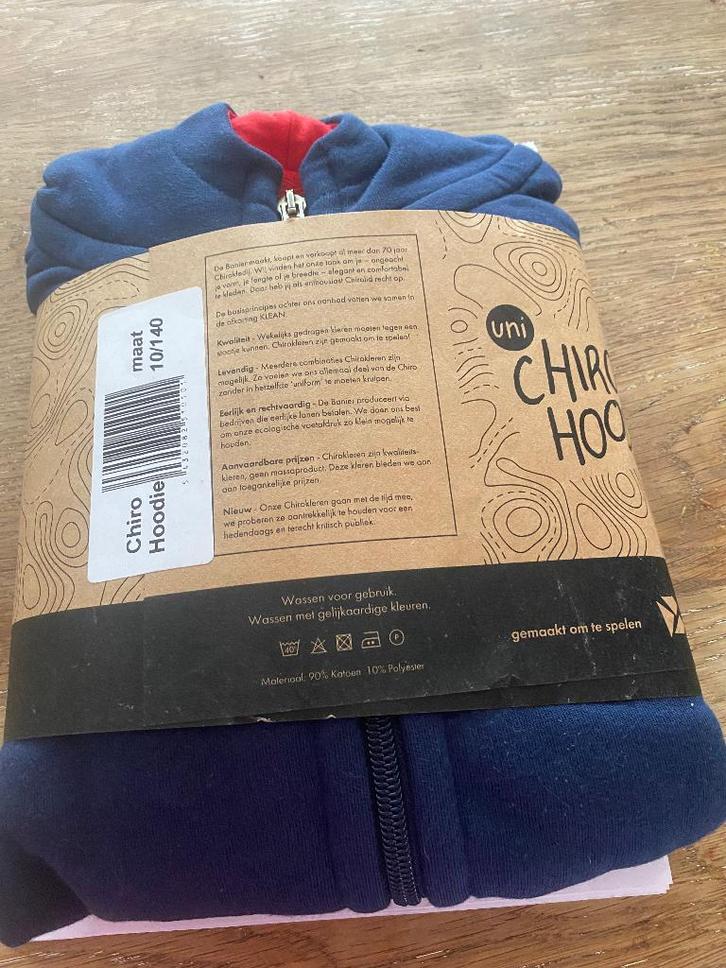 De Banier maakt, koopt en verkoopt al meer dan 70 jaar
Chirokledij. Wij vinden het onze taak om je – ongeacht
je vorm, je lengte of je breedte – elegant en comfortabel
te kleden. Daar heb jij als enthousiast Chirolid recht op.
De basisprincipes achter ons aanbod vatten we samen in
de afkorting KLEAN.
Kwaliteit - Wekelijks gedragen kleren moeten tegen een
stootje kunnen. Chirokleren zijn gemaakt om te spelen!
Levendig - Meerdere combinaties Chirokleren zijn
mogelijk. Zo voelen we ons allemaal deel van de Chiro
zonder in hetzelfde 'uniform' te moeten kruipen.
Eerlijk en rechtvaardig - De Banier produceert via
bedrijven die eerlijke lonen betalen. We doen ons best
om onze ecologische voetafdruk zo klein mogelijk te
houden.
Aanvaardbare prijzen - Chirokleren zijn kwaliteits-
kleren, geen massaproduct. Deze kleren bieden we aan
aan toegankelijke prijzen.
Nieuw - Onze Chirokleren gaan met de tijd mee,
we proberen ze aantrekkelijk te houden voor een
hedendaags en terecht kritisch publiek.
Chiro
Hoodie
maat
10/140
uni
CHIRO
HOO
Wassen voor gebruik.
Wassen met gelijkaardige kleuren.
40°
P
Materiaal: 90% Katoen 10% Polyester
gemaakt om te spelen